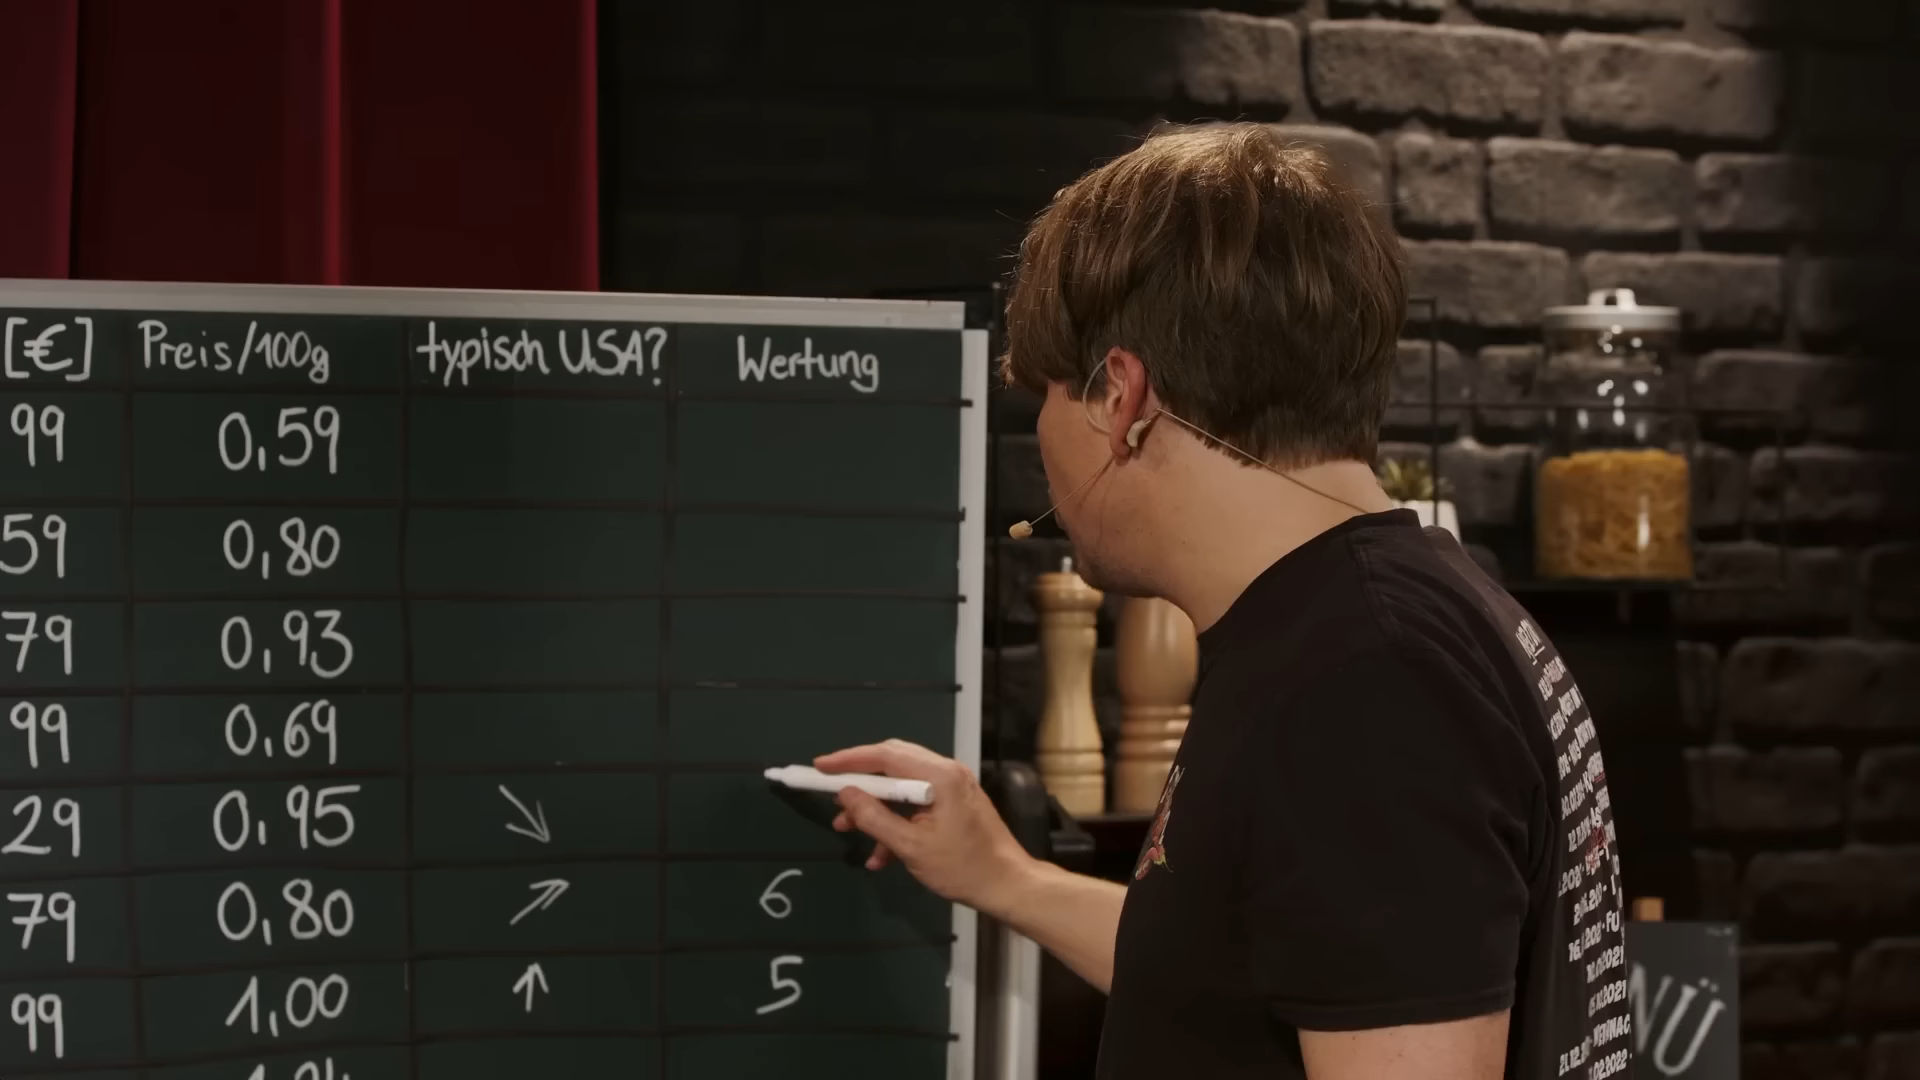 [€] Preis/100g typisch USA? Wertung
99 0,59
59 0,80
79 0,93
99 0,69
29 0,95 ↘
79 0,80 ↗ 6
99 1,00 ↑ 5
NÜ